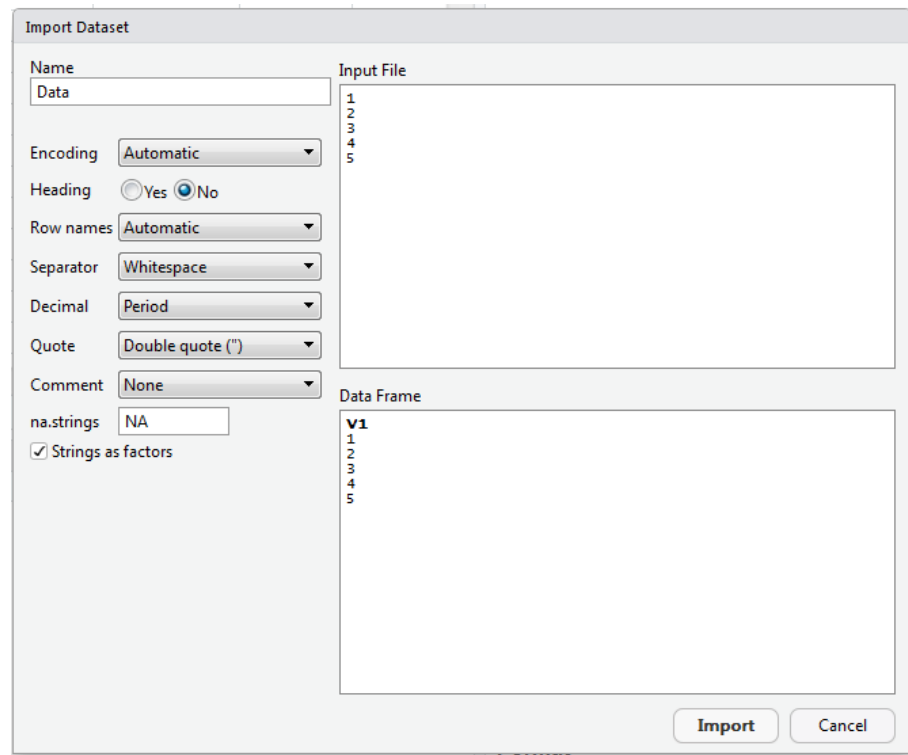 Import Dataset
Name
Data
Encoding Automatic
Heading Yes No
Row names Automatic
Separator Whitespace
Decimal Period
Quote Double quote (")
Comment None
na.strings NA
Strings as factors
Input File
1
2
3
4
5
Data Frame
V1
1
2
3
4
5
Import Cancel